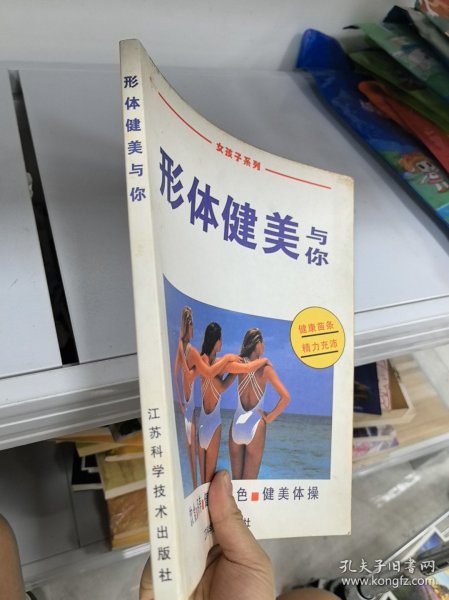 形体健美与你
江苏科学技术出版社
女孩子系列
形体健美与你
健康苗条
精力充沛
色■健美体操
社
孔夫子旧书网
www.kongfz.com